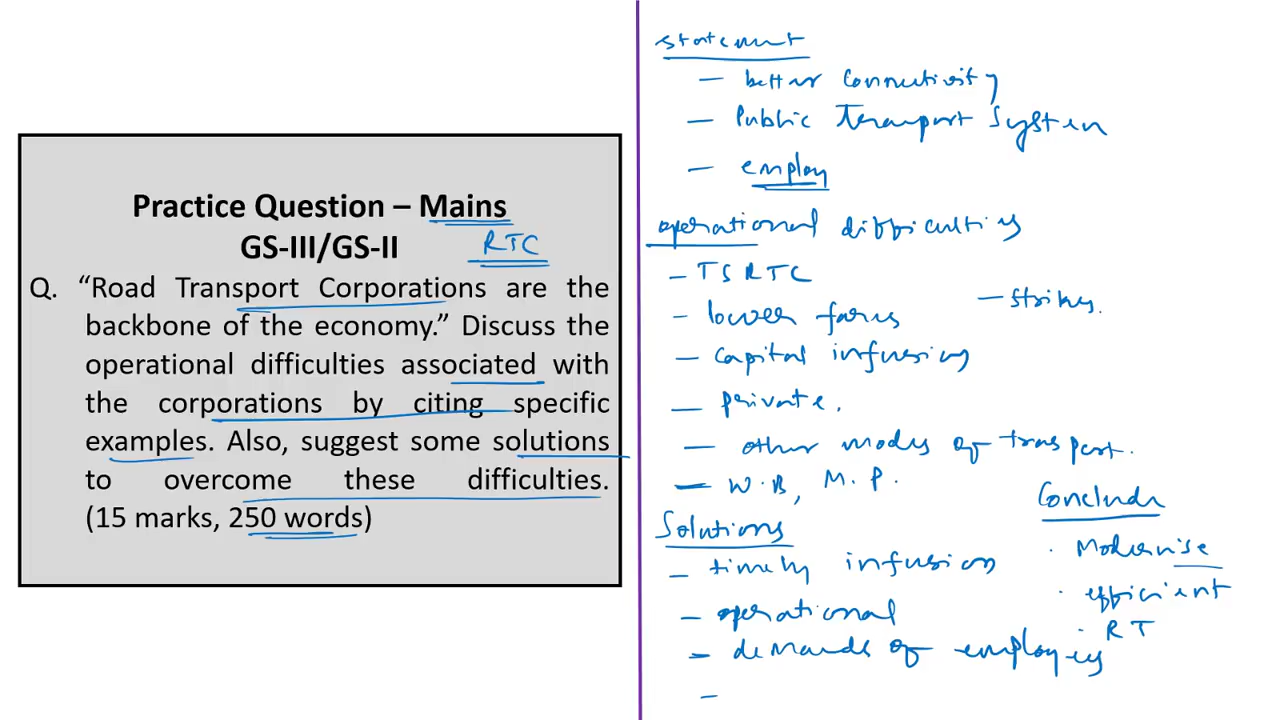 Practice Question – Mains
GS-III/GS-II
RTC
Q. “Road Transport Corporations are the
backbone of the economy.” Discuss the
operational difficulties associated with
the corporations by citing specific
examples. Also, suggest some solutions
to overcome these difficulties.
(15 marks, 250 words)
statement
– better connectivity
– Public Transport System
– employ
operational difficulties
– TSRTC
– lower fares
– strikes.
– capital infusion
– private.
– other modes of transport.
– W.B, M.P.
Solutions
– timely infusion
– operational
– demands of employees
–
Conclude
· Modernise
· efficient
· RT